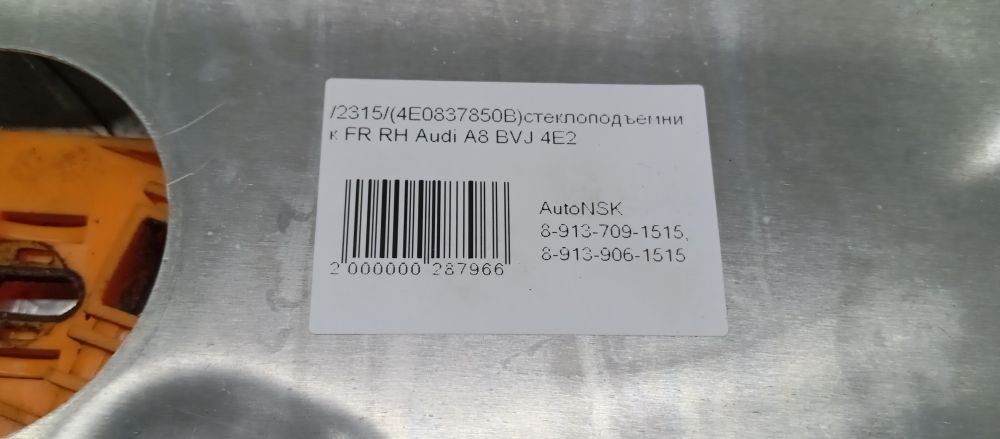 /2315/(4E0837850B)стеклоподъемни
к FR RH Audi A8 BVJ 4E2
AutoNSK
8-913-709-1515,
8-913-906-1515
2 000000 287966